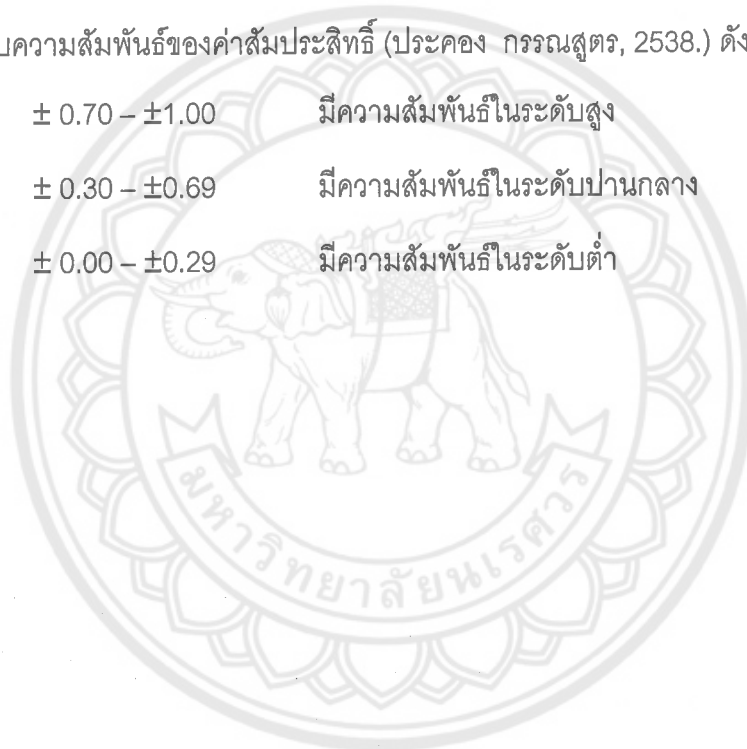 บความสัมพันธ์ของค่าสัมประสิทธิ์ (ประคอง กรรณสูตร, 2538.) ดัง
± 0.70 – ±1.00 มีความสัมพันธ์ในระดับสูง
± 0.30 – ±0.69 มีความสัมพันธ์ในระดับปานกลาง
± 0.00 – ±0.29 มีความสัมพันธ์ในระดับต่ำ
มหาวิทยาลัยนเรศวร